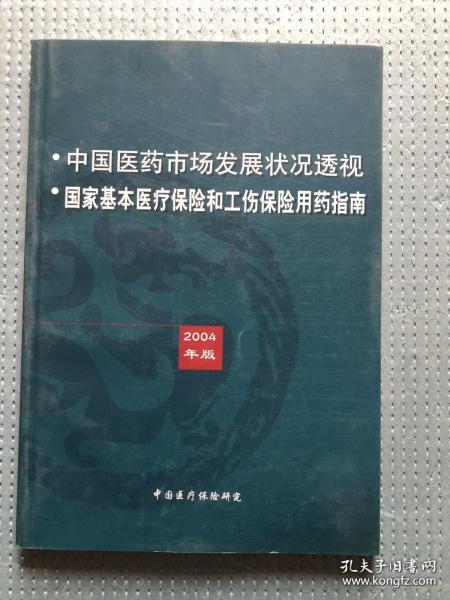 •中国医药市场发展状况透视
•国家基本医疗保险和工伤保险用药指南
2004
年版
中国医疗保险研究
孔夫子旧书网
www.kongfz.com